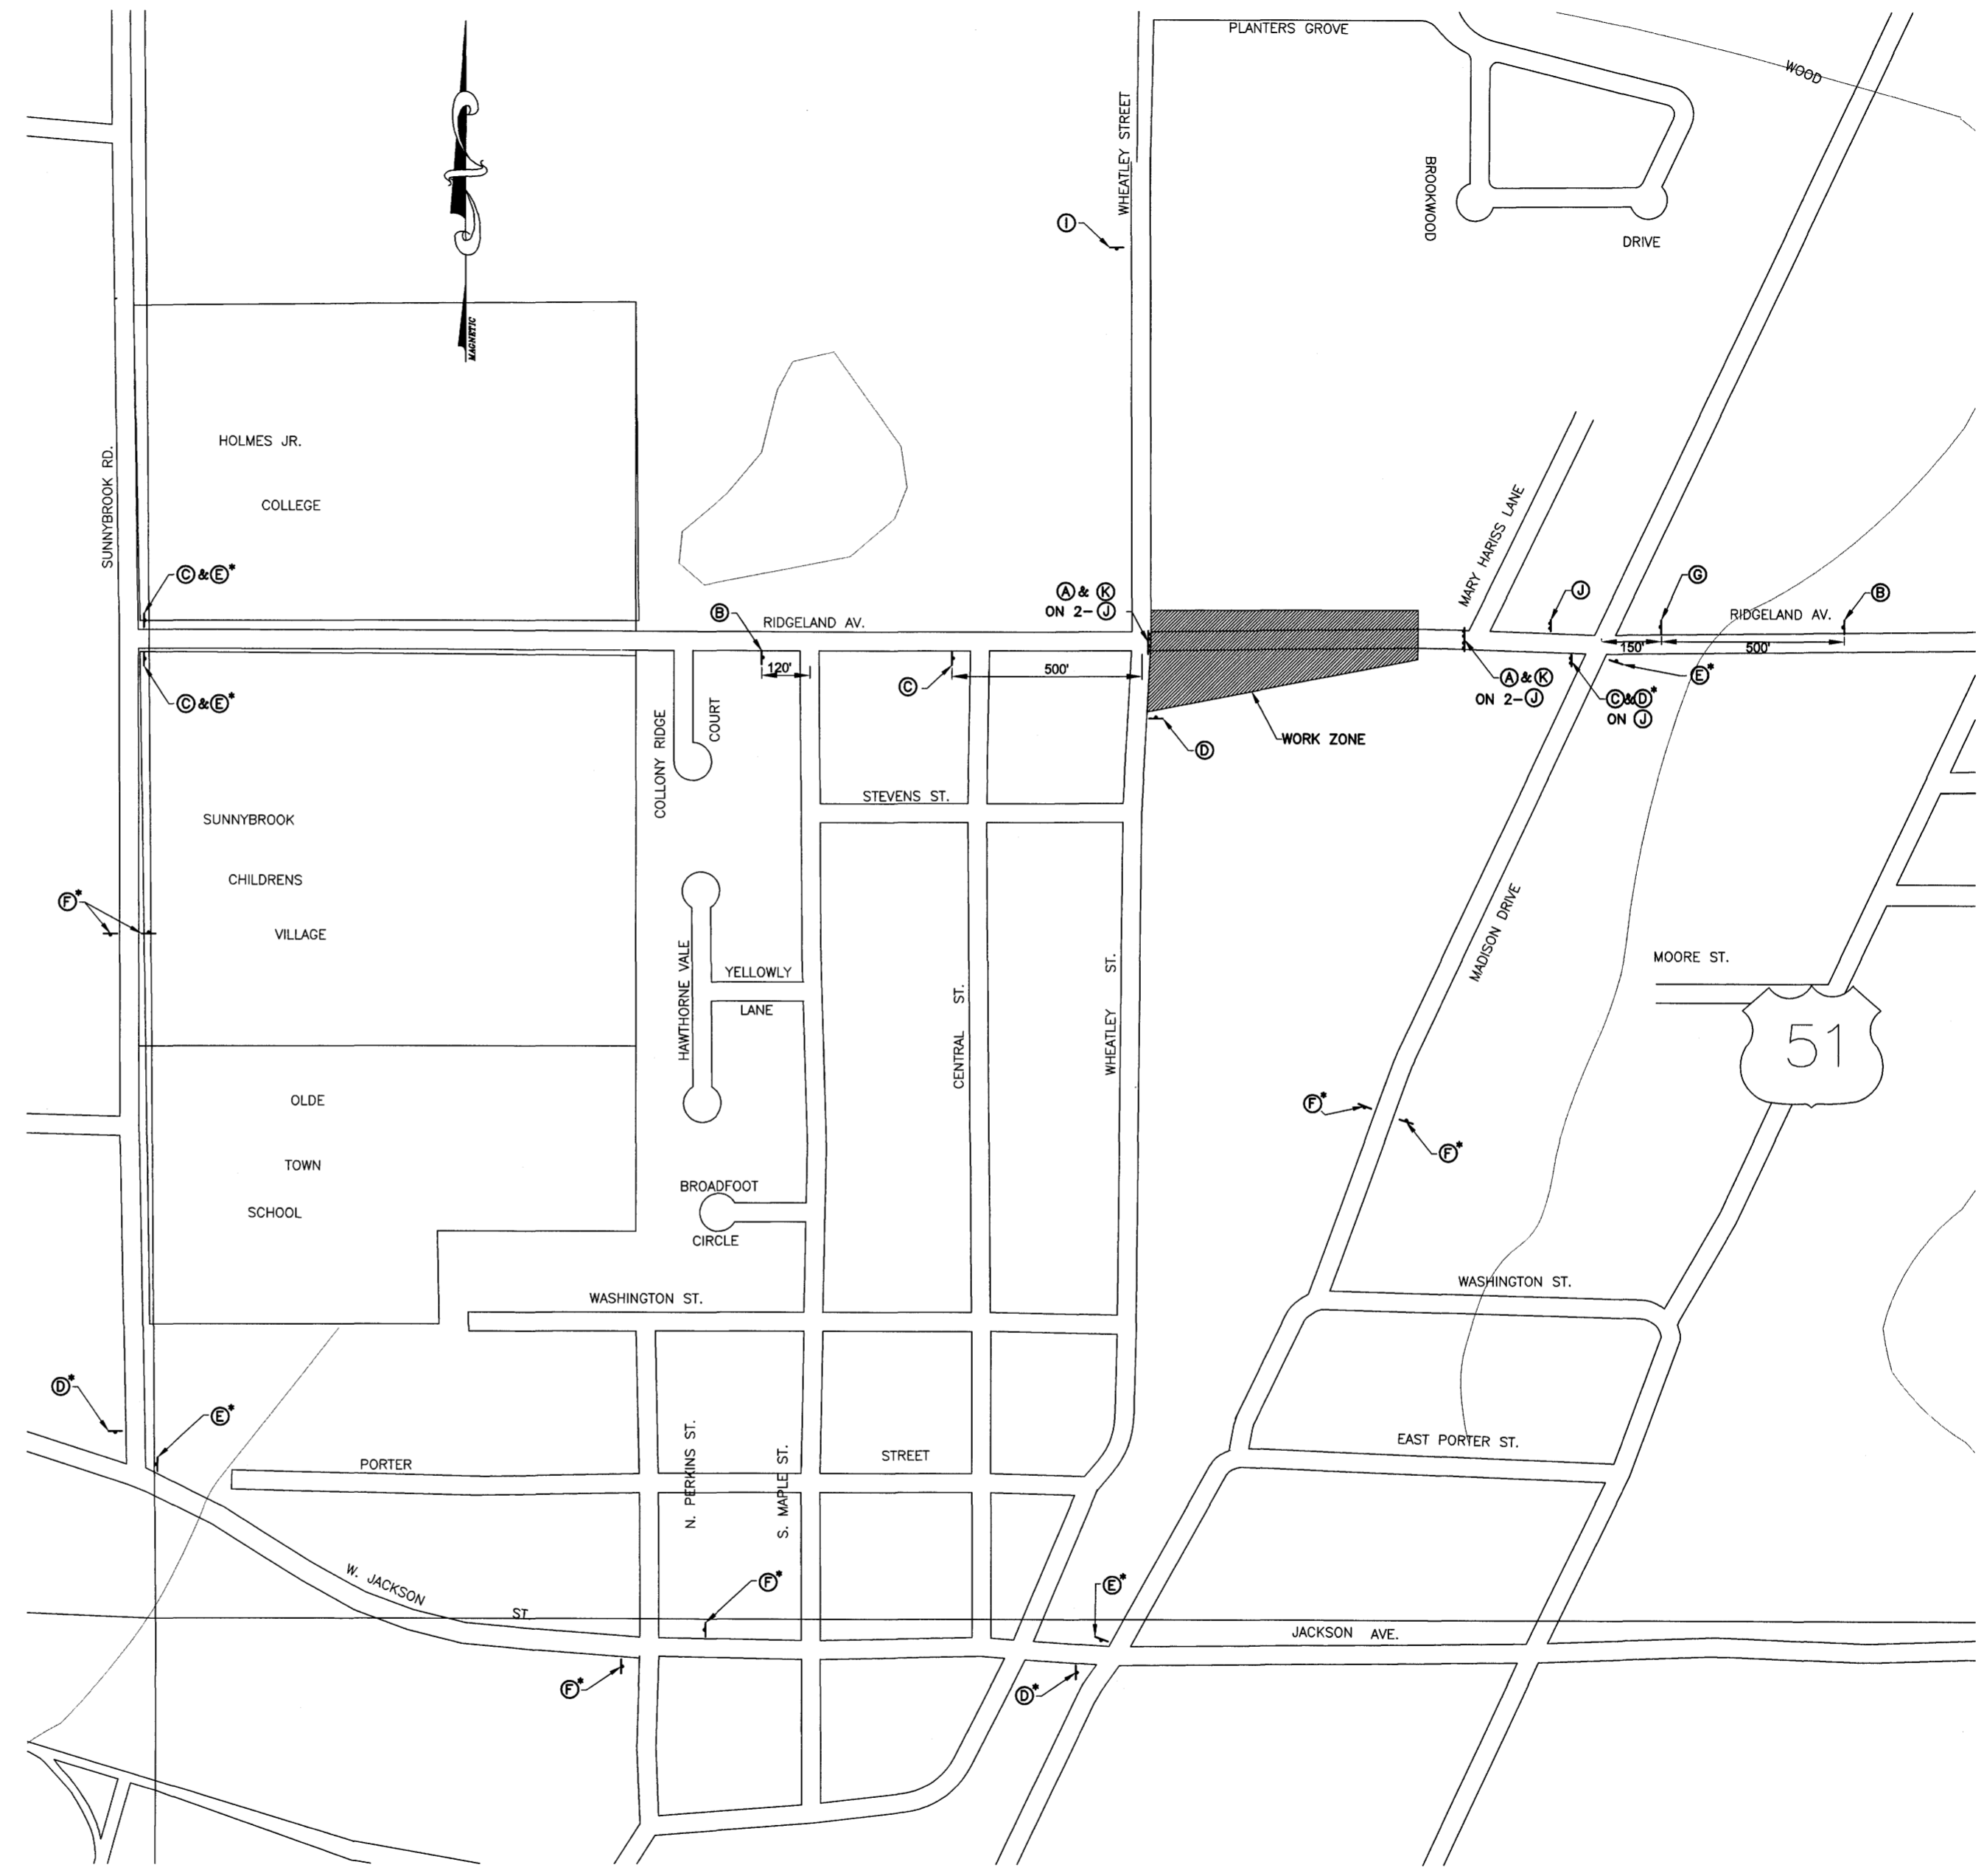 PLANTERS GROVE
WOOD
WHEATLEY STREET
BROOKWOOD
DRIVE
I
MAGNETIC
HOLMES JR.
COLLEGE
SUNNYBROOK RD.
MARY HARISS LANE
C & E*
A & K
ON 2- J
B
RIDGELAND AV.
J
G
B
RIDGELAND AV.
120'
500'
150'
500'
C & E*
C
A & K
ON 2- J
C & D*
ON J
E*
COLLONY RIDGE
COURT
D
WORK ZONE
STEVENS ST.
SUNNYBROOK
CHILDRENS
VILLAGE
F*
HAWTHORNE VALE
YELLOWLY
LANE
CENTRAL ST.
WHEATLEY ST.
MADISON DRIVE
MOORE ST.
51
OLDE
TOWN
SCHOOL
F*
F*
BROADFOOT
CIRCLE
WASHINGTON ST.
WASHINGTON ST.
D*
E*
PORTER
STREET
N. PERKINS ST.
S. MAPLE ST.
EAST PORTER ST.
W. JACKSON
ST
F*
E*
JACKSON AVE.
F*
D*